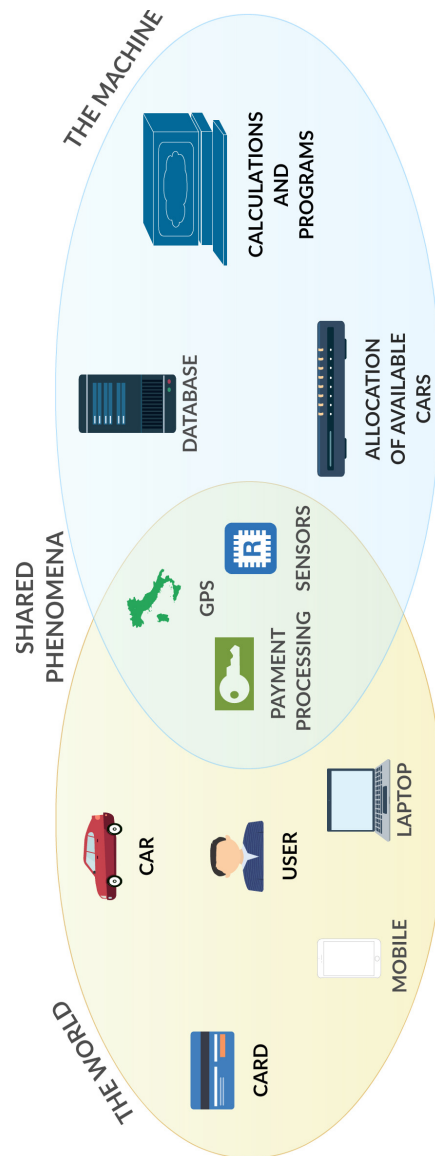 THE WORLD
SHARED
PHENOMENA
THE MACHINE
CARD
CAR
USER
MOBILE
LAPTOP
GPS
PAYMENT
PROCESSING
R
SENSORS
DATABASE
CALCULATIONS
AND
PROGRAMS
ALLOCATION
OF AVAILABLE
CARS